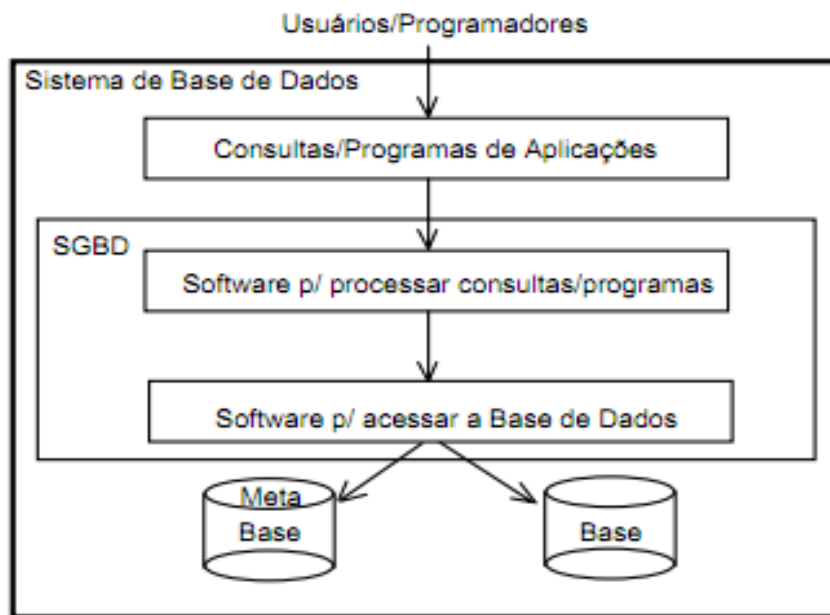 Usuários/Programadores
Sistema de Base de Dados
Consultas/Programas de Aplicações
SGBD
Software p/ processar consultas/programas
Software p/ acessar a Base de Dados
Meta
Base
Base